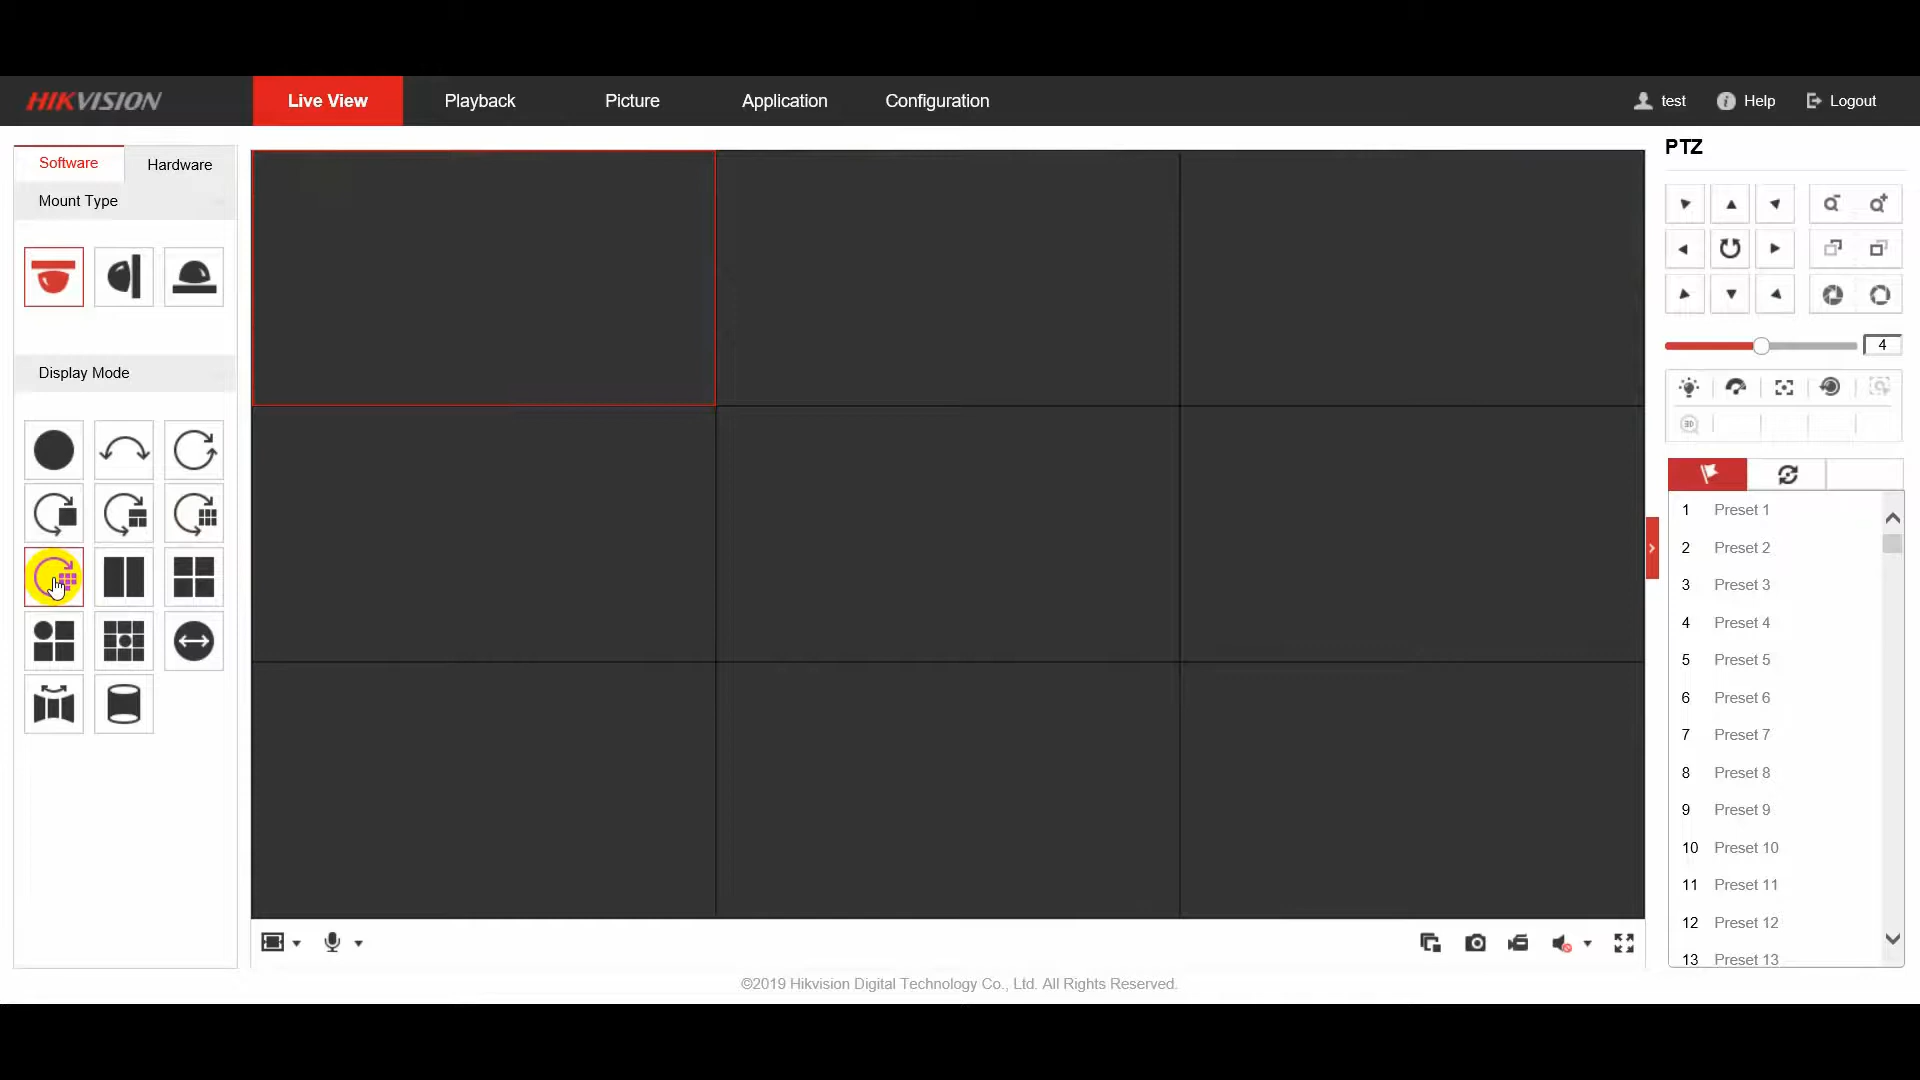 HIKVISION
Live View
Playback
Picture
Application
Configuration
test
Help
Logout
Software
Hardware
Mount Type
Display Mode
PTZ
4
3D
1 Preset 1
2 Preset 2
3 Preset 3
4 Preset 4
5 Preset 5
6 Preset 6
7 Preset 7
8 Preset 8
9 Preset 9
10 Preset 10
11 Preset 11
12 Preset 12
13 Preset 13
©2019 Hikvision Digital Technology Co., Ltd. All Rights Reserved.